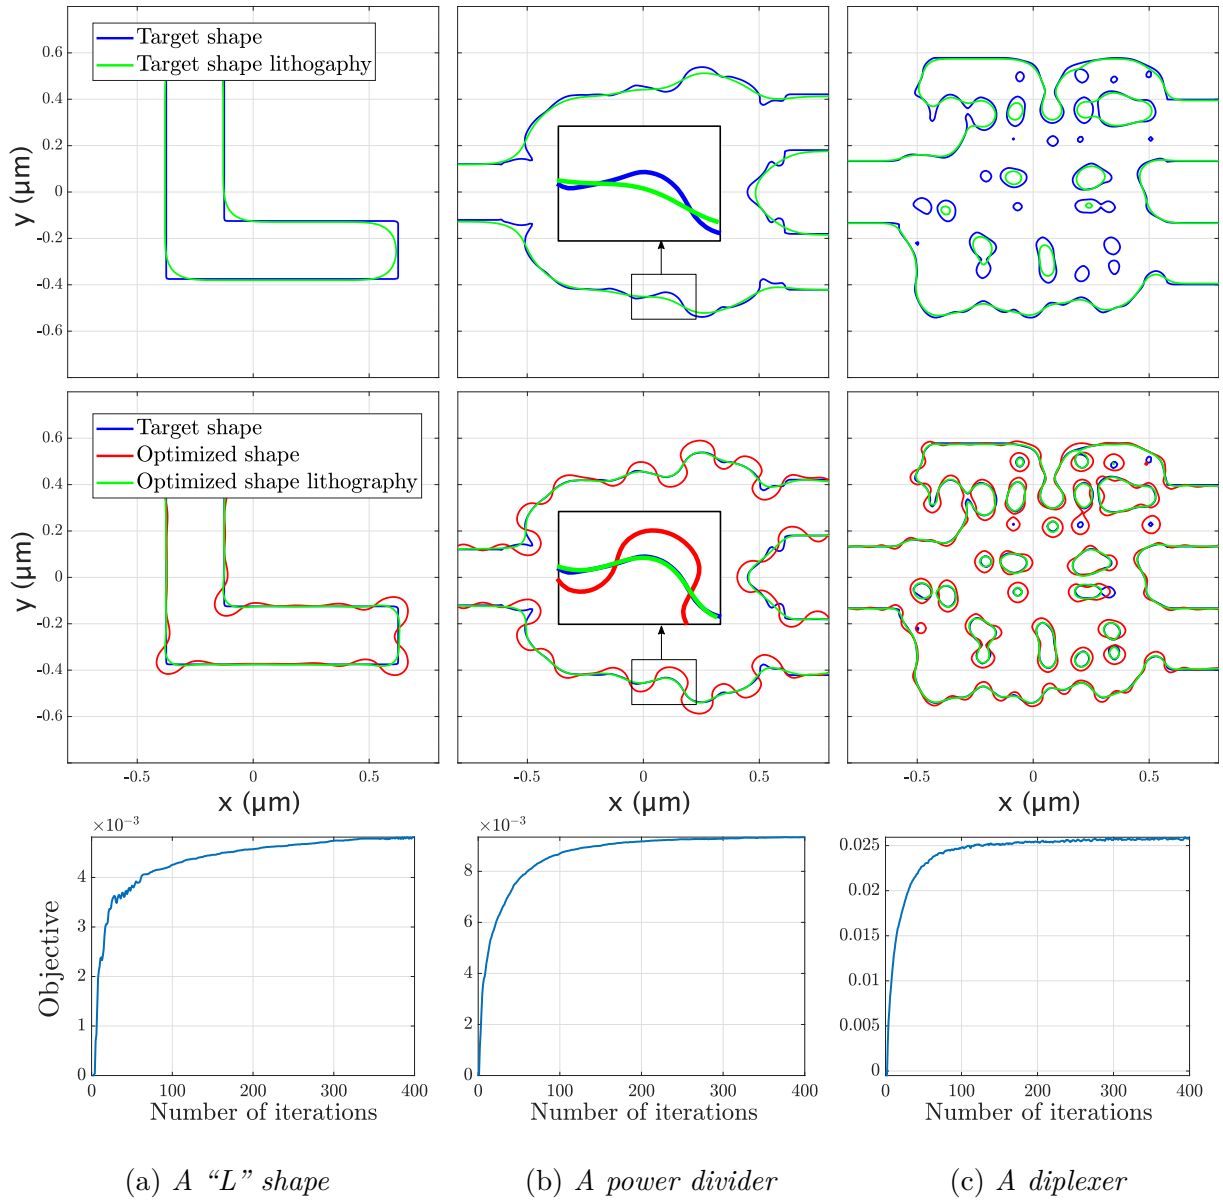 Target shape
Target shape lithogaphy
0.6
0.4
0.2
0
-0.2
-0.4
-0.6
y (μm)
Target shape
Optimized shape
Optimized shape lithography
0.6
0.4
0.2
0
-0.2
-0.4
-0.6
y (μm)
-0.5 0 0.5
-0.5 0 0.5
-0.5 0 0.5
x (μm)
x (μm)
x (μm)
×10⁻³
4
3
2
1
0
Objective
0 100 200 300 400
Number of iterations
×10⁻³
8
6
4
2
0
0 100 200 300 400
Number of iterations
0.025
0.02
0.015
0.01
0.005
0
0 100 200 300 400
Number of iterations
(a) A “L” shape
(b) A power divider
(c) A diplexer